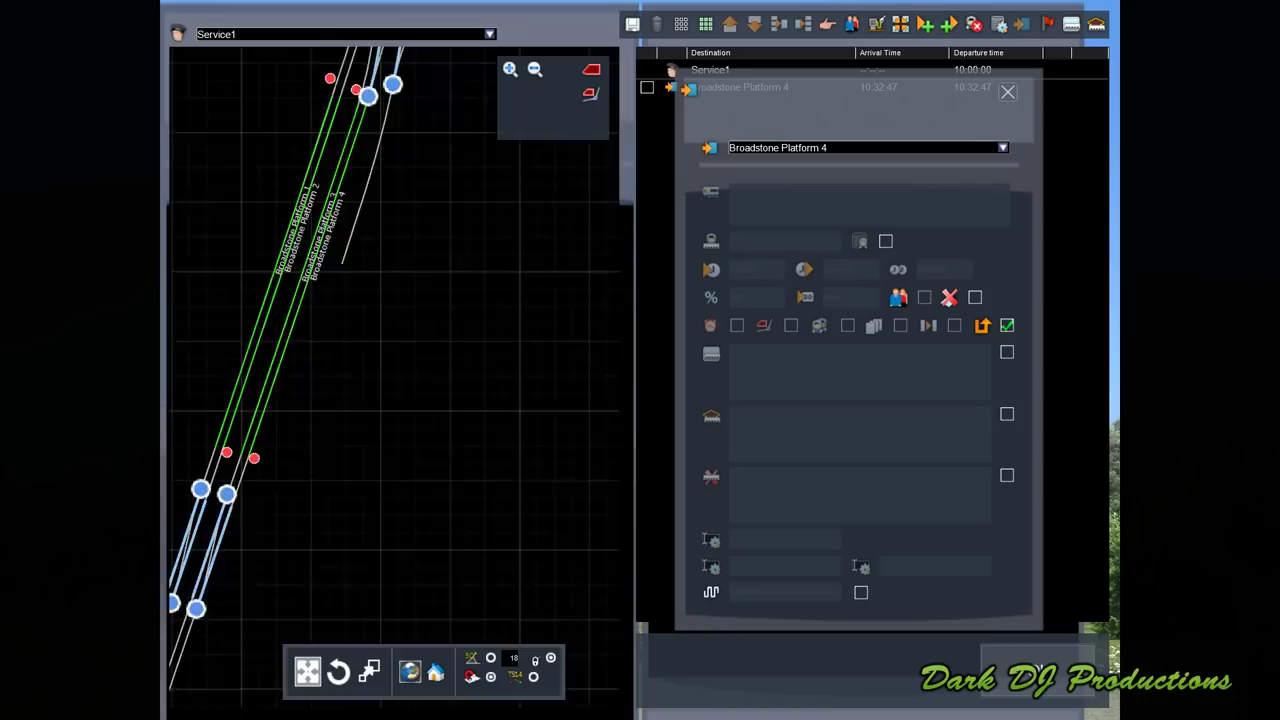 Service1
Destination
Arrival Time
Departure time
Service1
10:00:00
roadstone Platform 4
10:32:47
10:32:47
Broadstone Platform 4
Broadstone Platform 1
Broadstone Platform 2
Broadstone Platform 3
Broadstone Platform 4
%
18
Dark DJ Productions